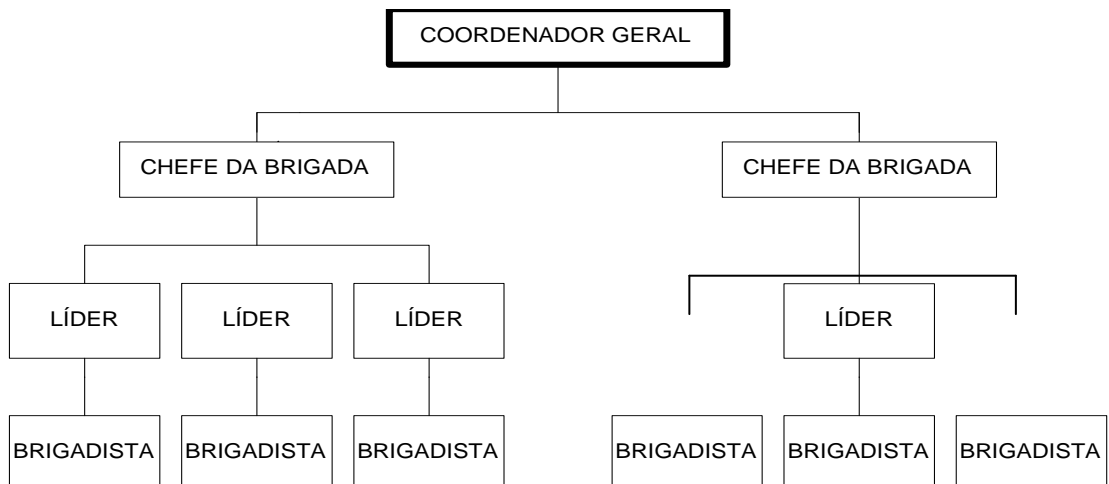 COORDENADOR GERAL
CHEFE DA BRIGADA
CHEFE DA BRIGADA
LÍDER
LÍDER
LÍDER
LÍDER
BRIGADISTA
BRIGADISTA
BRIGADISTA
BRIGADISTA
BRIGADISTA
BRIGADISTA